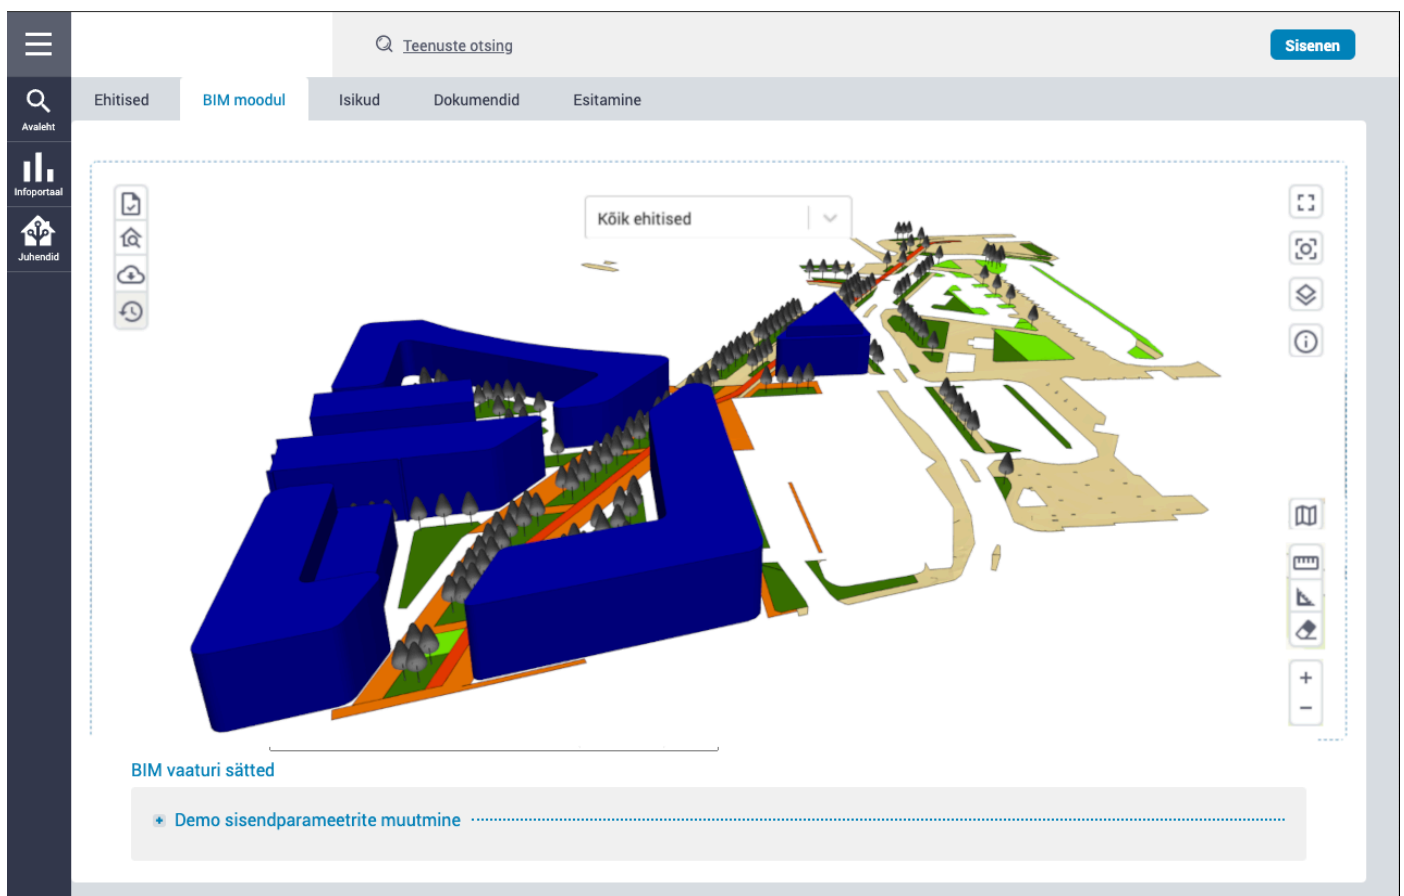 Teenuste otsing
Sisenen
Avaleht
Infoportaal
Juhendid
Ehitised
BIM moodul
Isikud
Dokumendid
Esitamine
Kõik ehitised
BIM vaaturi sätted
Demo sisendparameetrite muutmine